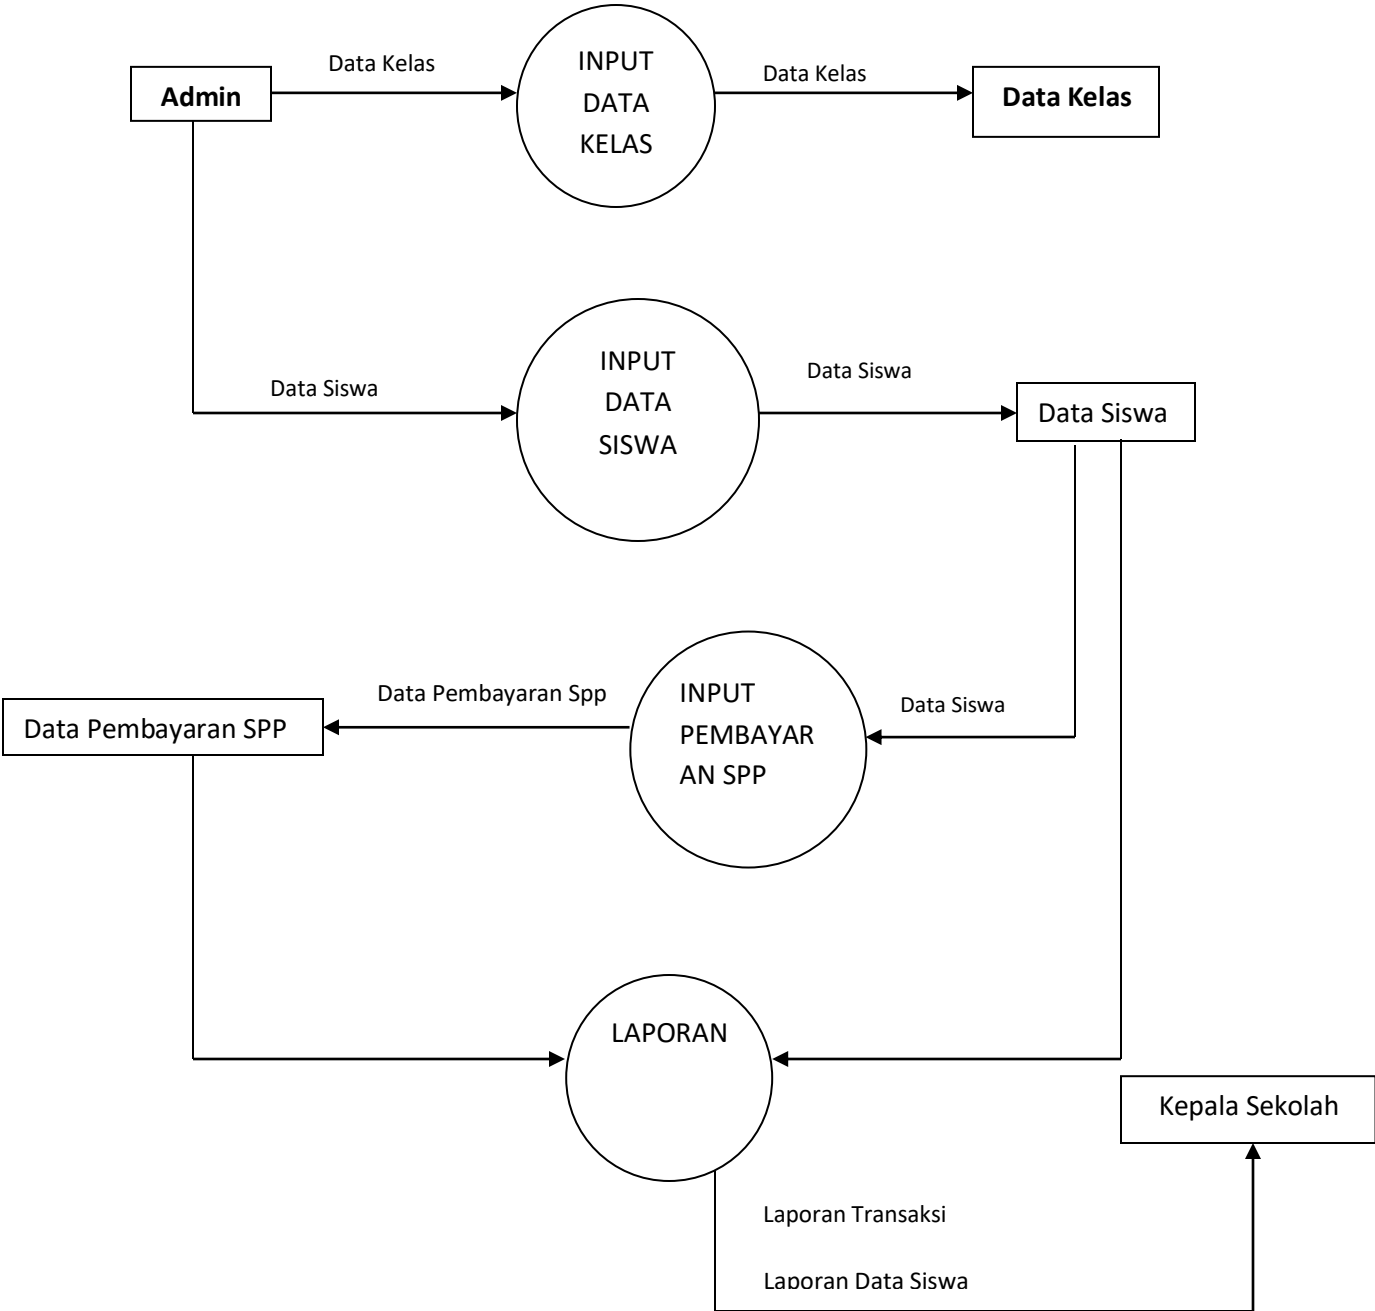 Data Kelas
INPUT
DATA
KELAS
Data Kelas
Admin
Data Kelas
Data Siswa
INPUT
DATA
SISWA
Data Siswa
Data Siswa
Data Pembayaran SPP
Data Pembayaran Spp
INPUT
PEMBAYAR
AN SPP
Data Siswa
LAPORAN
Kepala Sekolah
Laporan Transaksi
Laporan Data Siswa